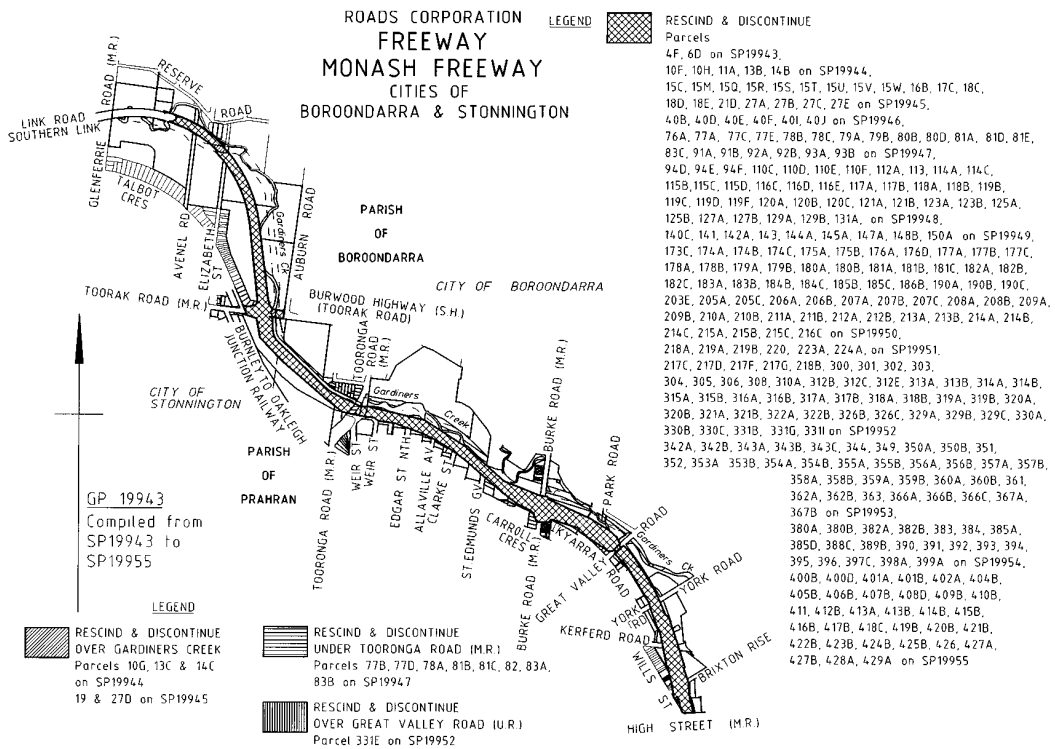 ROADS CORPORATION
FREEWAY
MONASH FREEWAY
CITIES OF
BOROONDARRA & STONNINGTON
LEGEND
RESCIND & DISCONTINUE
Parcels
4F, 6D on SP19943,
10F, 10H, 11A, 13B, 14B on SP19944,
15C, 15M, 15Q, 15R, 15S, 15T, 15U, 15V, 15W, 16B, 17C, 18C,
18D, 18E, 21D, 27A, 27B, 27C, 27E on SP19945,
40B, 40D, 40E, 40F, 40I, 40J on SP19946,
76A, 77A, 77C, 77E, 78B, 78C, 79A, 79B, 80B, 80D, 81A, 81D, 81E,
83C, 91A, 91B, 92A, 92B, 93A, 93B on SP19947,
94D, 94E, 94F, 110C, 110D, 110E, 110F, 112A, 113, 114A, 114C,
115B, 115C, 115D, 116C, 116D, 116E, 117A, 117B, 118A, 118B, 119B,
119C, 119D, 119F, 120A, 120B, 120C, 121A, 121B, 123A, 123B, 125A,
125B, 127A, 127B, 129A, 129B, 131A, on SP19948,
140C, 141, 142A, 143, 144A, 145A, 147A, 148B, 150A on SP19949,
173C, 174A, 174B, 174C, 175A, 175B, 176A, 176D, 177A, 177B, 177C,
178A, 178B, 179A, 179B, 180A, 180B, 181A, 181B, 181C, 182A, 182B,
182C, 183A, 183B, 184B, 184C, 185B, 185C, 186B, 190A, 190B, 190C,
203E, 205A, 205C, 206A, 206B, 207A, 207B, 207C, 208A, 208B, 209A,
209B, 210A, 210B, 211A, 211B, 212A, 212B, 213A, 213B, 214A, 214B,
214C, 215A, 215B, 215C, 216C on SP19950,
218A, 219A, 219B, 220, 223A, 224A, on SP19951,
217C, 217D, 217F, 217G, 218B, 300, 301, 302, 303,
304, 305, 306, 308, 310A, 312B, 312C, 312E, 313A, 313B, 314A, 314B,
315A, 315B, 316A, 316B, 317A, 317B, 318A, 318B, 319A, 319B, 320A,
320B, 321A, 321B, 322A, 322B, 326B, 326C, 329A, 329B, 329C, 330A,
330B, 330C, 331B, 331G, 331I on SP19952
342A, 342B, 343A, 343B, 343C, 344, 349, 350A, 350B, 351,
352, 353A 353B, 354A, 354B, 355A, 355B, 356A, 356B, 357A, 357B,
358A, 358B, 359A, 359B, 360A, 360B, 361,
362A, 362B, 363, 366A, 366B, 366C, 367A,
367B on SP19953,
380A, 380B, 382A, 382B, 383, 384, 385A,
385D, 388C, 389B, 390, 391, 392, 393, 394,
395, 396, 397C, 398A, 399A on SP19954,
400B, 400D, 401A, 401B, 402A, 404B,
405B, 406B, 407B, 408D, 409B, 410B,
411, 412B, 413A, 413B, 414B, 415B,
416B, 417B, 418C, 419B, 420B, 421B,
422B, 423B, 424B, 425B, 426, 427A,
427B, 428A, 429A on SP19955
ROAD (M.R.)
RESERVE
ROAD
LINK ROAD
SOUTHERN LINK
GLENFERRIE
TALBOT
CRES
AVENEL RD
ELIZABETH
ST
Gardiners Ck
AUBURN ROAD
PARISH
OF
BOROONDARRA
CITY OF BOROONDARRA
TOORAK ROAD (M.R.)
BURWOOD HIGHWAY (S.H.)
(TOORAK ROAD)
BURNLEY TO OAKLEIGH
JUNCTION RAILWAY
TOORONGA
ROAD
(M.R.)
CITY OF
STONNINGTON
Gardiners
Creek
BURKE ROAD (M.R.)
PARK ROAD
PARISH
OF
PRAHRAN
TOORONGA ROAD (M.R.)
WEIR ST
WEIR ST
EDGAR ST NTH
ALLAVILLE AV
CLARKE ST
ST.EDMUNDS GV
CARROLL
CRES
BURKE ROAD (M.R.)
KYARRA
ROAD
GREAT VALLEY
ROAD
Gardiners
Ck
YORK ROAD
YORK
(RD)
KERFERD ROAD
WILLS ST
BRIXTON RISE
HIGH STREET (M.R.)
GP 19943
Compiled from
SP19943 to
SP19955
LEGEND
RESCIND & DISCONTINUE
OVER GARDINERS CREEK
Parcels 10G, 13C & 14C
on SP19944
19 & 27D on SP19945
RESCIND & DISCONTINUE
UNDER TOORONGA ROAD (M.R.)
Parcels 77B, 77D, 78A, 81B, 81C, 82, 83A,
83B on SP19947
RESCIND & DISCONTINUE
OVER GREAT VALLEY ROAD (U.R.)
Parcel 331E on SP19952